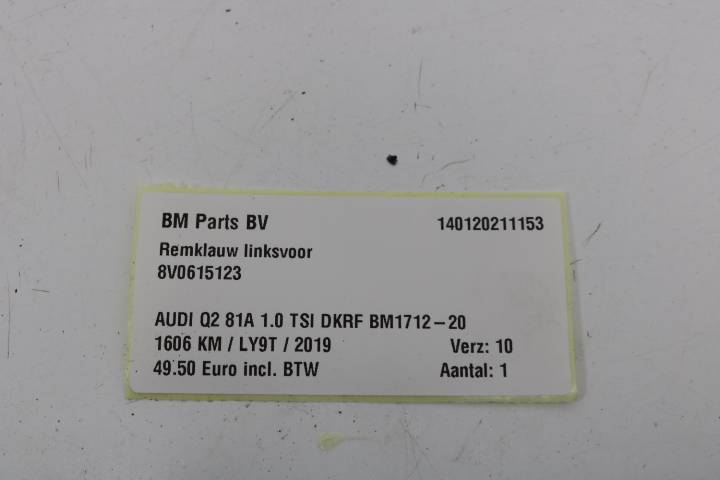 BM Parts BV 140120211153
Remklauw linksvoor
8V0615123
AUDI Q2 81A 1.0 TSI DKRF BM1712-20
1606 KM / LY9T / 2019 Verz: 10
49.50 Euro incl. BTW Aantal: 1